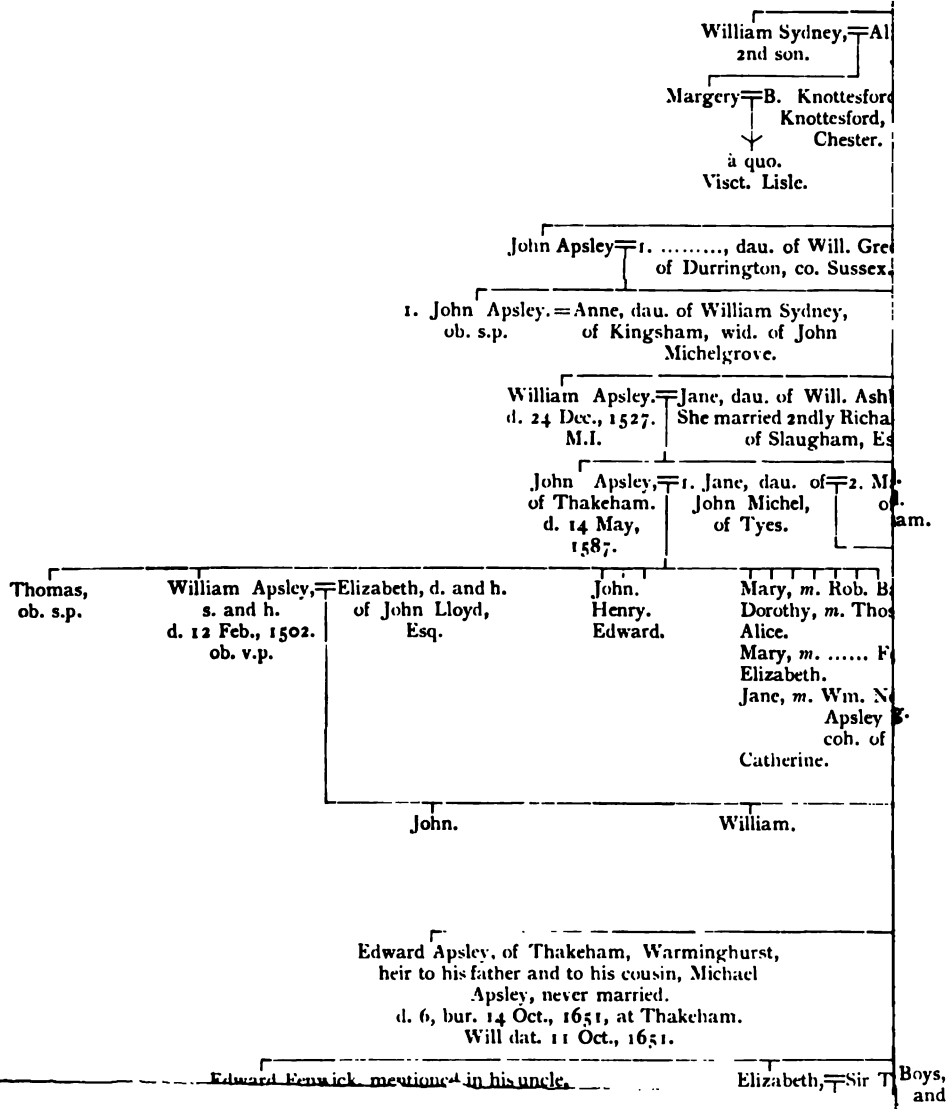 William Sydney, = Al
2nd son.
Margery = B. Knottesford
Knottesford,
Chester.
à quo.
Visct. Lisle.
John Apsley = 1. ........., dau. of Will. Gre
of Durrington, co. Sussex.
1. John Apsley. = Anne, dau. of William Sydney,
ob. s.p. of Kingsham, wid. of John
Michelgrove.
William Apsley. = Jane, dau. of Will. Ash
d. 24 Dec., 1527. She married 2ndly Richa
M.I. of Slaugham, Es
John Apsley, = 1. Jane, dau. of = 2. M
of Thakeham. John Michel, o
d. 14 May, of Tyes. am.
1587.
Thomas, William Apsley, = Elizabeth, d. and h. John. Mary, m. Rob. B
ob. s.p. s. and h. of John Lloyd, Henry. Dorothy, m. Thos
d. 12 Feb., 1502. Esq. Edward. Alice.
ob. v.p. Mary, m. ...... F
Elizabeth.
Jane, m. Wm. N
Apsley g.
coh. of
Catherine.
John. William.
Edward Apsley, of Thakeham, Warminghurst,
heir to his father and to his cousin, Michael
Apsley, never married.
d. 6, bur. 14 Oct., 1651, at Thakeham.
Will dat. 11 Oct., 1651.
Edward Fenwick, mentioned in his uncle, Elizabeth, = Sir T Boys,
and